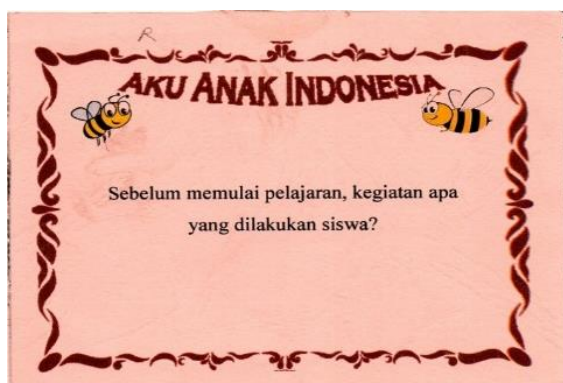 R
AKU ANAK INDONESIA
Sebelum memulai pelajaran, kegiatan apa
yang dilakukan siswa?